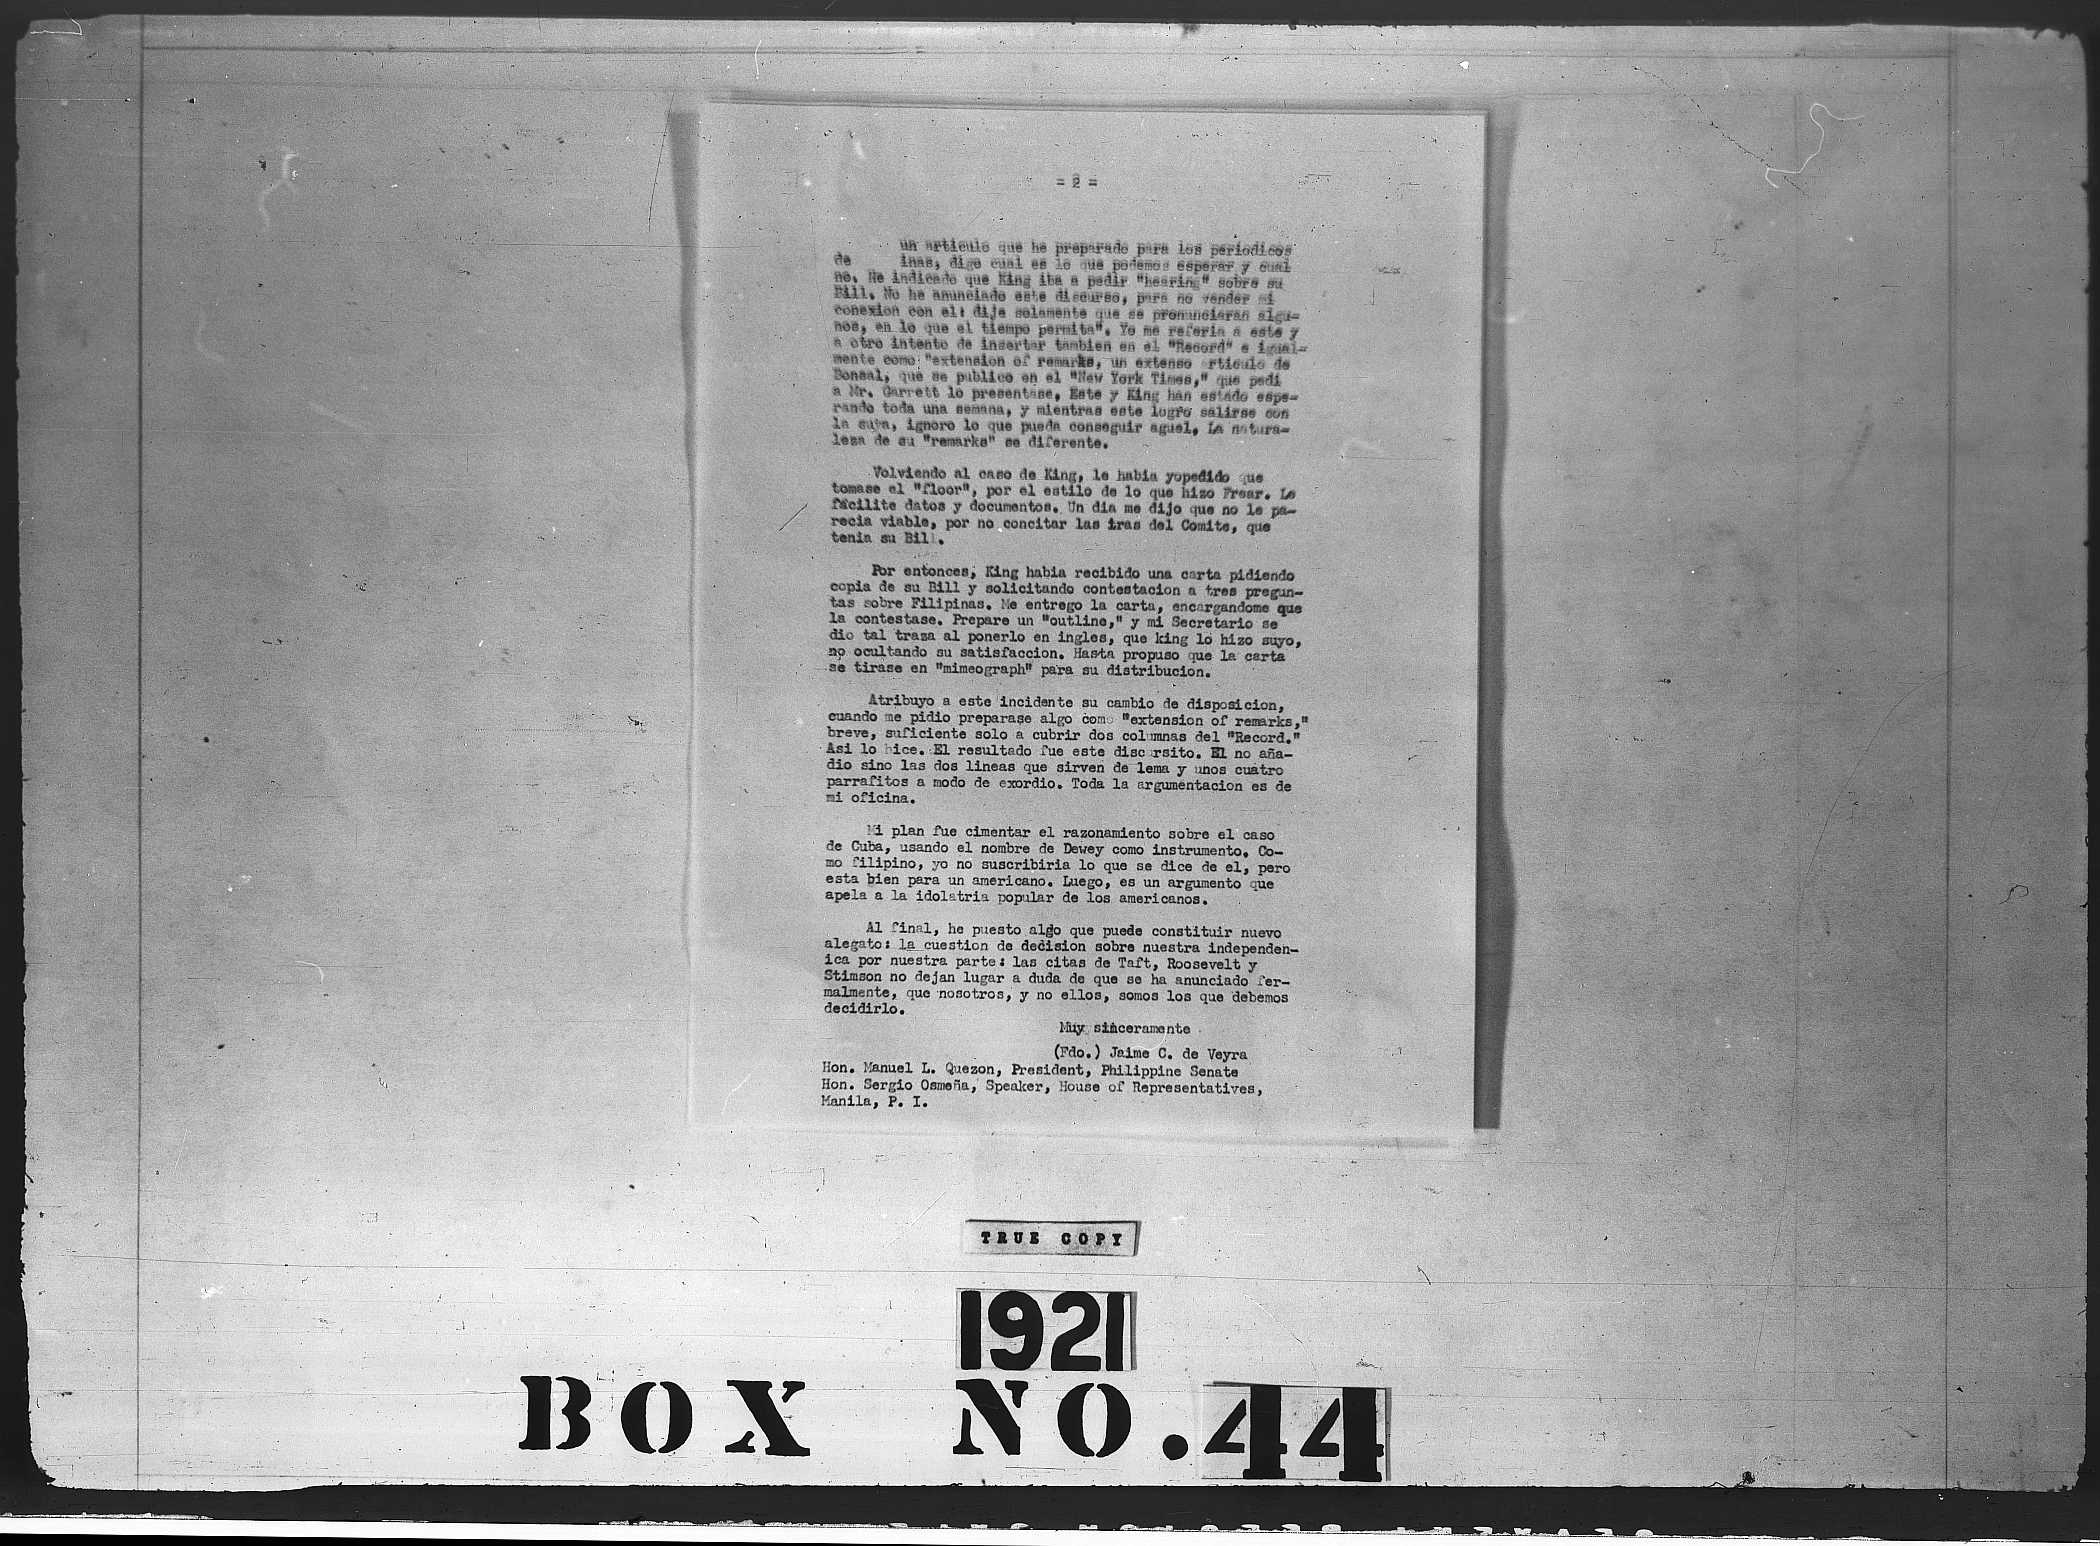 = 2 =
un articulo que he preparado para los periodicos
de inas, digo cual es lo que podemos esperar y cual
no. He indicado que King iba a pedir "hearing" sobre su
Bill. No he anunciado este discurso, para no vender mi
conexion con el: dije solamente que se pronunciaran algu-
nos, en lo que el tiempo permita". Yo me referia a este y
a otro intento de insertar tambien en el "Record" e igual-
mente como "extension of remarks, un extenso rticulo de
Bonsal, que se publico en el "New York Times," que pedi
a Mr. Garrett lo presentase. Este y King han estado espe-
rando toda una semana, y mientras este logro salirse con
la suya, ignoro lo que pueda conseguir aquel. La natura-
leza de su "remarks" se diferente.
Volviendo al caso de King, le habia yopedido que
tomase el "floor", por el estilo de lo que hizo Frear. Le
facilite datos y documentos. Un dia me dijo que no le pa-
recia viable, por no concitar las iras del Comite, que
tenia su Bill.
Por entonces, King habia recibido una carta pidiendo
copia de su Bill y solicitando contestacion a tres pregun-
tas sobre Filipinas. Me entrego la carta, encargandome que
la contestase. Prepare un "outline," y mi Secretario se
dio tal traza al ponerlo en ingles, que king lo hizo suyo,
no ocultando su satisfaccion. Hasta propuso que la carta
se tirase en "mimeograph" para su distribucion.
Atribuyo a este incidente su cambio de disposicion,
cuando me pidio preparase algo como "extension of remarks,"
breve, suficiente solo a cubrir dos columnas del "Record."
Asi lo hice. El resultado fue este discursito. El no aña-
dio sino las dos lineas que sirven de lema y unos cuatro
parrafitos a modo de exordio. Toda la argumentacion es de
mi oficina.
Mi plan fue cimentar el razonamiento sobre el caso
de Cuba, usando el nombre de Dewey como instrumento. Co-
mo filipino, yo no suscribiria lo que se dice de el, pero
esta bien para un americano. Luego, es un argumento que
apela a la idolatria popular de los americanos.
Al final, he puesto algo que puede constituir nuevo
alegato: la cuestion de decision sobre nuestra independen-
ica por nuestra parte: las citas de Taft, Roosevelt y
Stimson no dejan lugar a duda de que se ha anunciado fer-
malmente, que nosotros, y no ellos, somos los que debemos
decidirlo.
Muy sinceramente
(Fdo.) Jaime C. de Veyra
Hon. Manuel L. Quezon, President, Philippine Senate
Hon. Sergio Osmeña, Speaker, House of Representatives,
Manila, P. I.
TRUE COPY
1921
BOX NO. 44